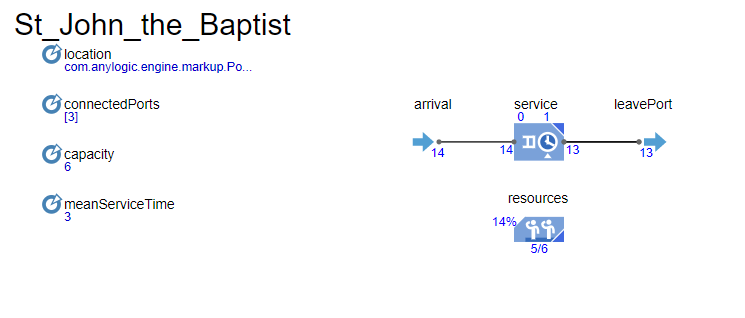 St_John_the_Baptist
location
com.anylogic.engine.markup.Po...
connectedPorts
[3]
capacity
6
meanServiceTime
3
arrival
service
leavePort
0 1
14
14
13
13
resources
14%
5/6